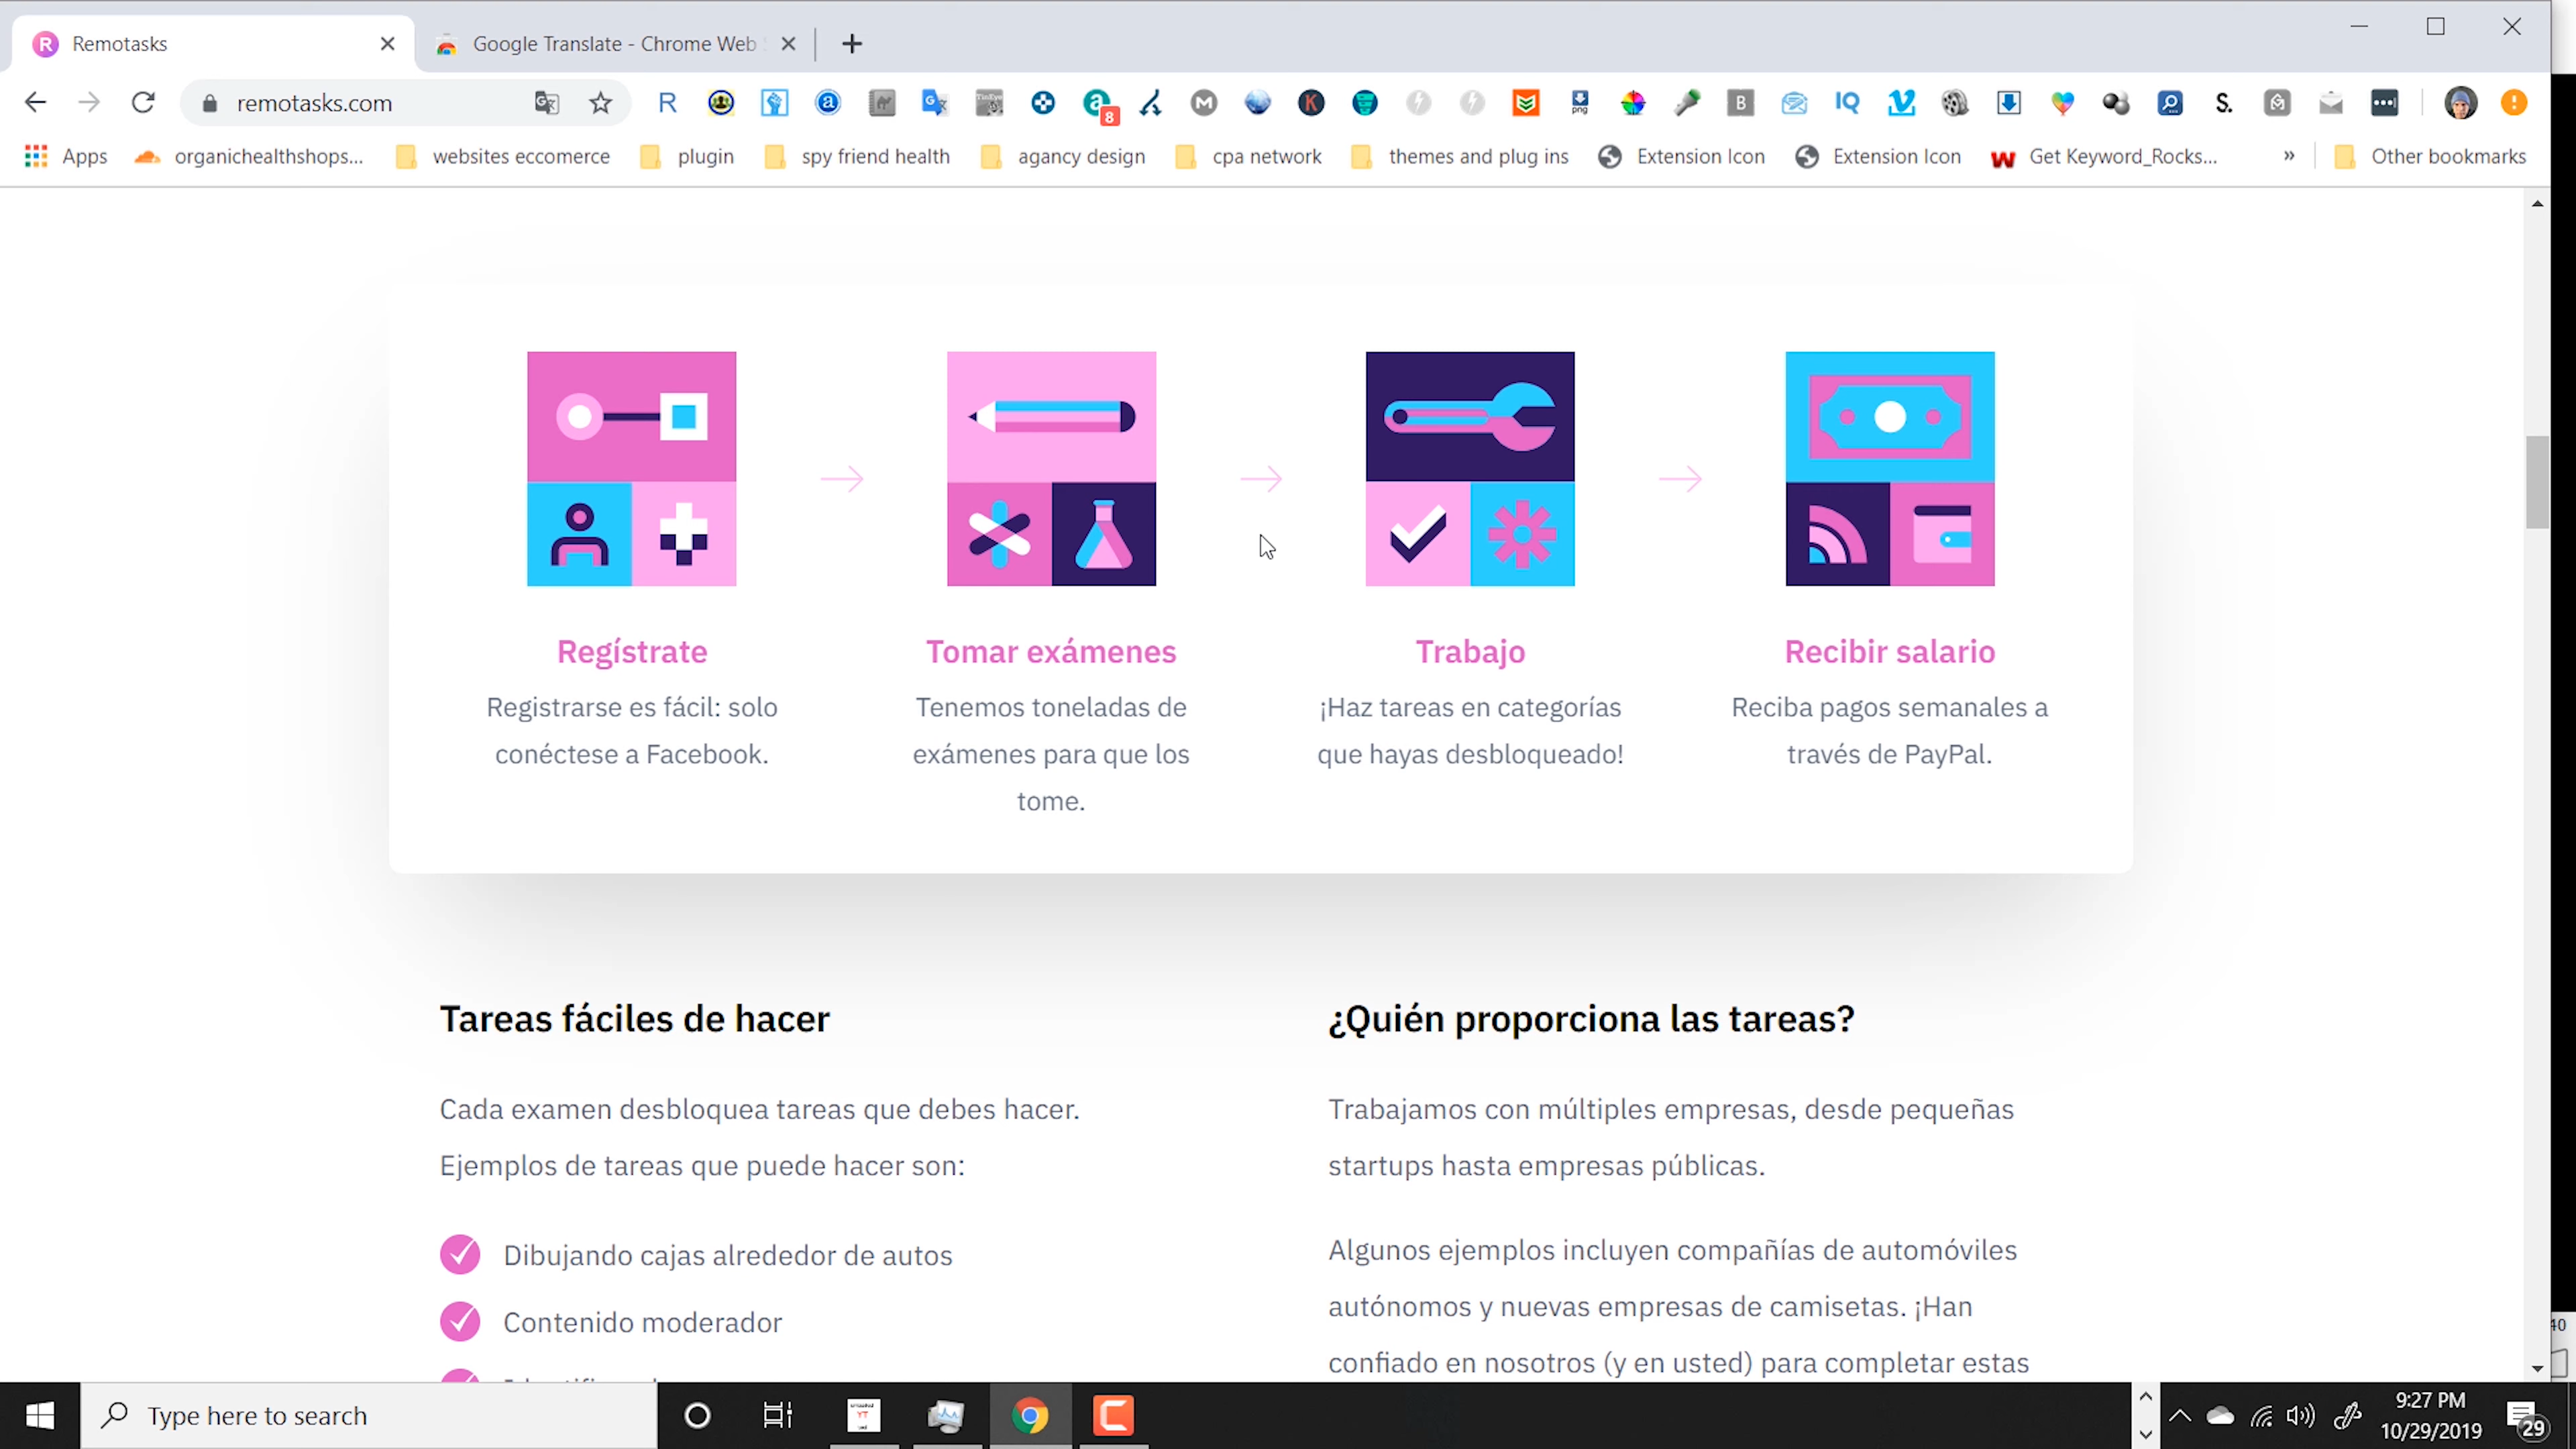 Remotasks
Google Translate - Chrome Web
remotasks.com
8
Apps
organichealthshops...
websites eccomerce
plugin
spy friend health
agancy design
cpa network
themes and plug ins
Extension Icon
Extension Icon
Get Keyword_Rocks...
»
Other bookmarks
Regístrate
Registrarse es fácil: solo
conéctese a Facebook.
Tomar exámenes
Tenemos toneladas de
exámenes para que los
tome.
Trabajo
¡Haz tareas en categorías
que hayas desbloqueado!
Recibir salario
Reciba pagos semanales a
través de PayPal.
Tareas fáciles de hacer
Cada examen desbloquea tareas que debes hacer.
Ejemplos de tareas que puede hacer son:
Dibujando cajas alrededor de autos
Contenido moderador
¿Quién proporciona las tareas?
Trabajamos con múltiples empresas, desde pequeñas
startups hasta empresas públicas.
Algunos ejemplos incluyen compañías de automóviles
autónomos y nuevas empresas de camisetas. ¡Han
confiado en nosotros (y en usted) para completar estas
40
Type here to search
9:27 PM
10/29/2019
29